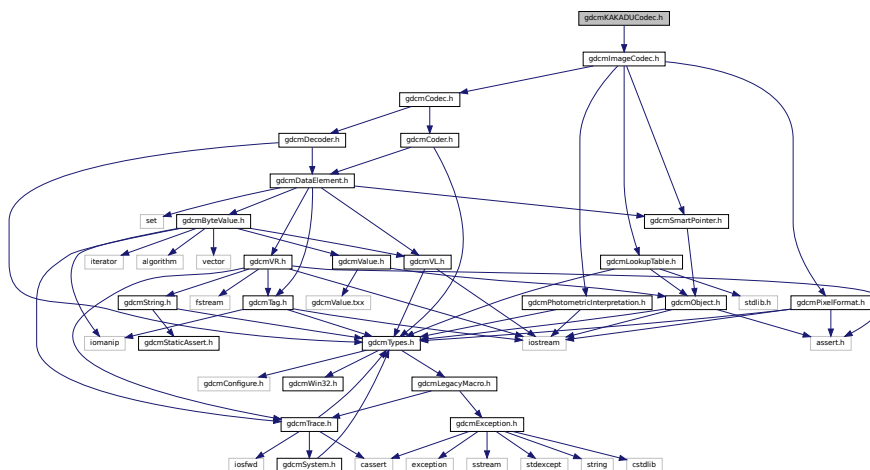 gdcmKAKADUCodec.h
gdcmImageCodec.h
gdcmCodec.h
gdcmDecoder.h
gdcmCoder.h
gdcmDataElement.h
set
gdcmByteValue.h
gdcmSmartPointer.h
iterator
algorithm
vector
gdcmVR.h
gdcmValue.h
gdcmVL.h
gdcmLookupTable.h
gdcmString.h
fstream
gdcmTag.h
gdcmValue.txx
gdcmPhotometricInterpretation.h
gdcmObject.h
stdlib.h
gdcmPixelFormat.h
iomanip
gdcmStaticAssert.h
gdcmTypes.h
iostream
assert.h
gdcmConfigure.h
gdcmWin32.h
gdcmLegacyMacro.h
gdcmTrace.h
gdcmException.h
iosfwd
gdcmSystem.h
cassert
exception
sstream
stdexcept
string
cstdlib